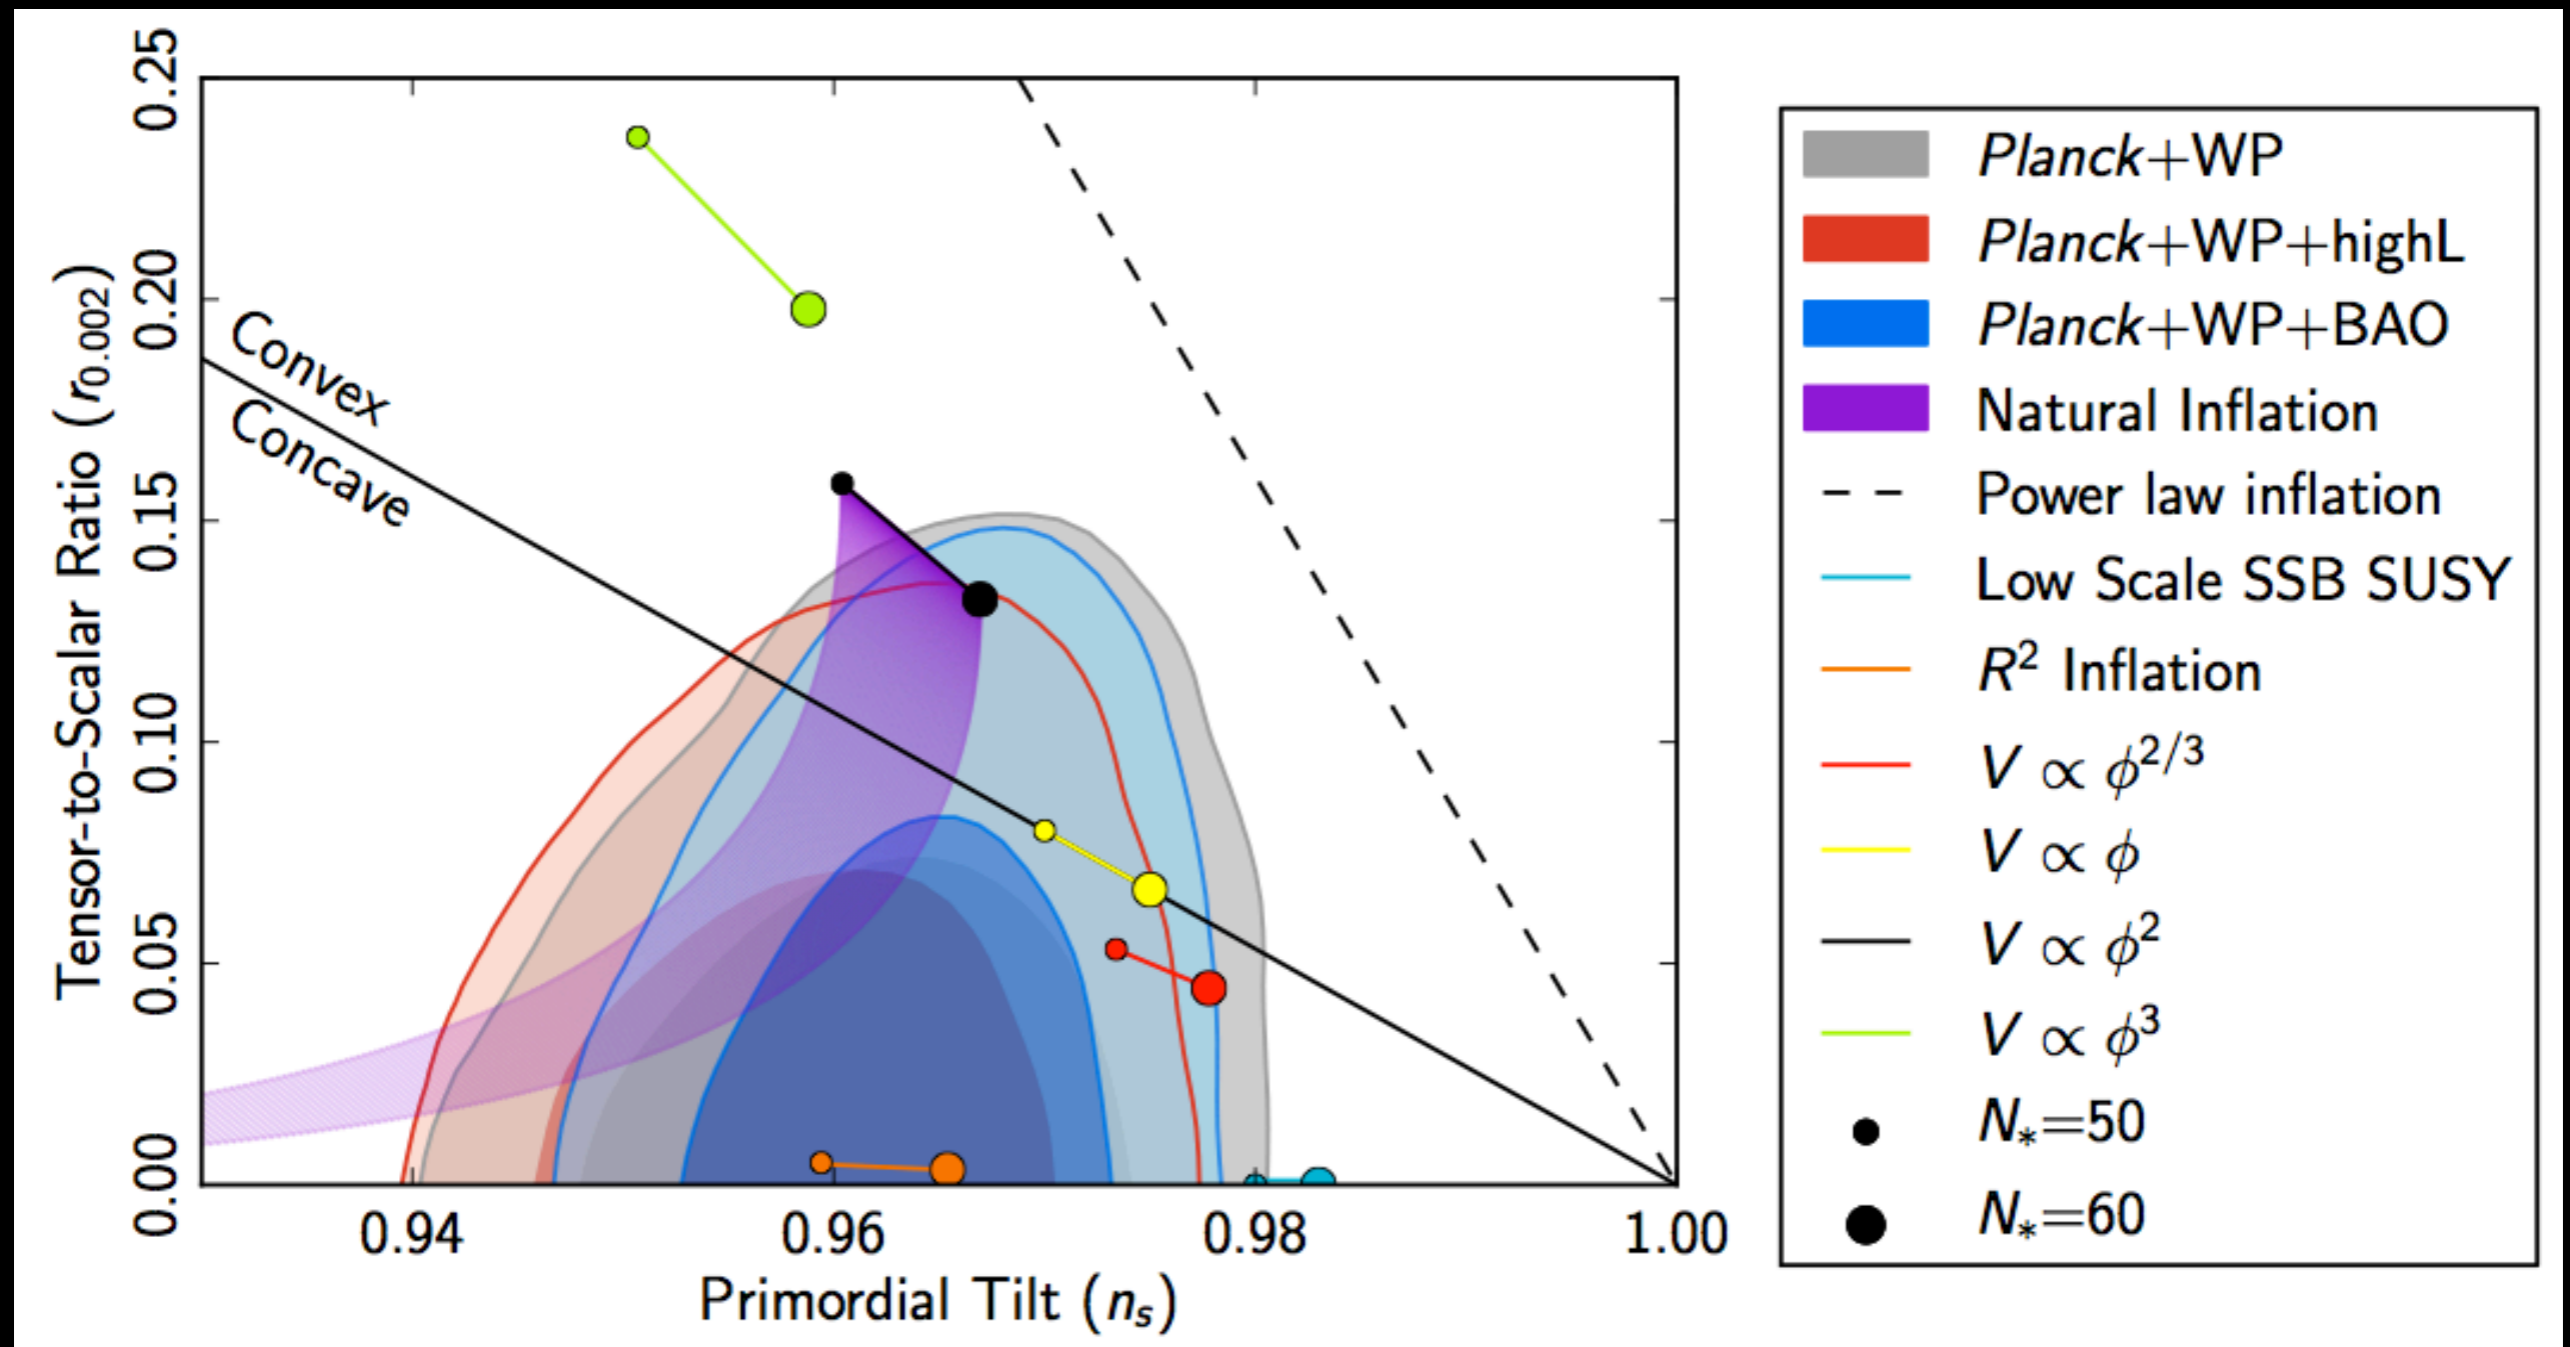 Tensor-to-Scalar Ratio (r₀.₀₀₂)
0.25
0.20
0.15
0.10
0.05
0.00
Convex
Concave
0.94 0.96 0.98 1.00
Primordial Tilt (nₛ)
Planck+WP
Planck+WP+highL
Planck+WP+BAO
Natural Inflation
Power law inflation
Low Scale SSB SUSY
R² Inflation
V ∝ ϕ²ᐟ³
V ∝ ϕ
V ∝ ϕ²
V ∝ ϕ³
N∗=50
N∗=60